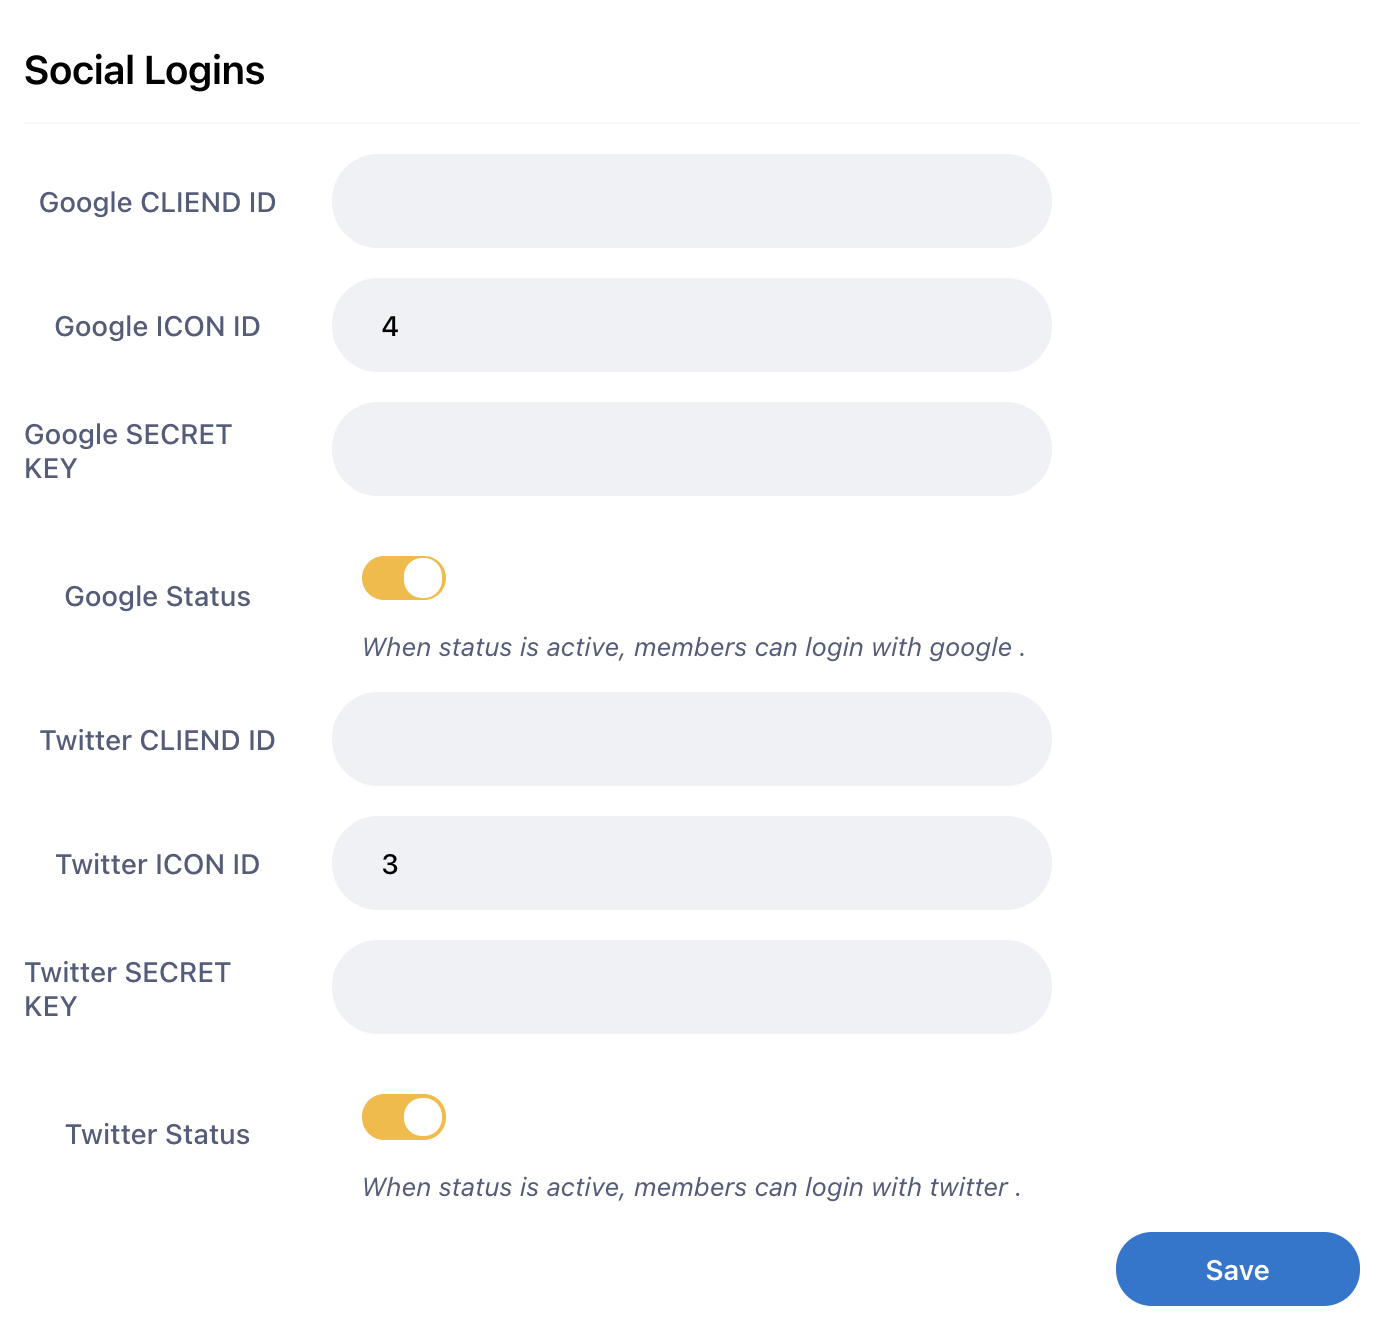 Social Logins
Google CLIEND ID
Google ICON ID
4
Google SECRET
KEY
Google Status
When status is active, members can login with google .
Twitter CLIEND ID
Twitter ICON ID
3
Twitter SECRET
KEY
Twitter Status
When status is active, members can login with twitter .
Save